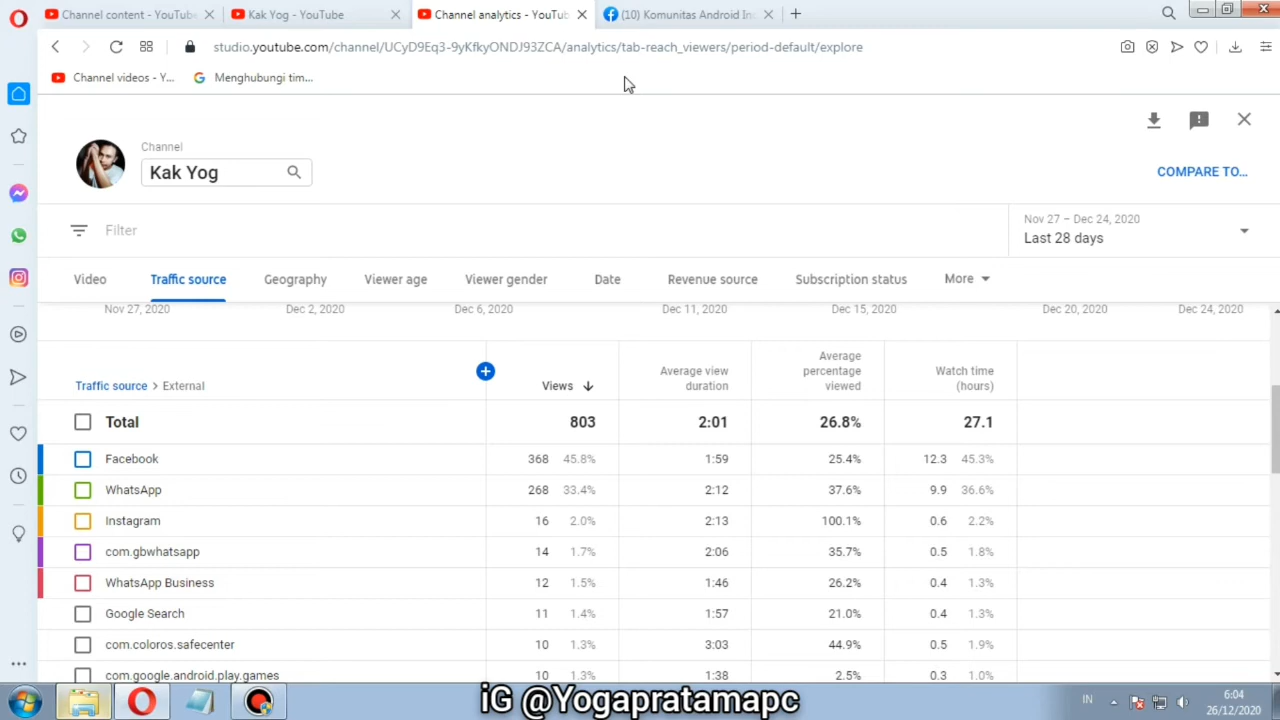 Channel content - YouTube
Kak Yog - YouTube
Channel analytics - YouTub
(10) Komunitas Android Ind
studio.youtube.com/channel/UCyD9Eq3-9yKfkyONDJ93ZCA/analytics/tab-reach_viewers/period-default/explore
Channel videos - Y...
Menghubungi tim...
Channel
Kak Yog
COMPARE TO...
Filter
Nov 27 – Dec 24, 2020
Last 28 days
Video Traffic source Geography Viewer age Viewer gender Date Revenue source Subscription status More
Nov 27, 2020 Dec 2, 2020 Dec 6, 2020 Dec 11, 2020 Dec 15, 2020 Dec 20, 2020 Dec 24, 2020
Traffic source > External
Views
Average view
duration
Average
percentage
viewed
Watch time
(hours)
Total 803 2:01 26.8% 27.1
Facebook 368 45.8% 1:59 25.4% 12.3 45.3%
WhatsApp 268 33.4% 2:12 37.6% 9.9 36.6%
Instagram 16 2.0% 2:13 100.1% 0.6 2.2%
com.gbwhatsapp 14 1.7% 2:06 35.7% 0.5 1.8%
WhatsApp Business 12 1.5% 1:46 26.2% 0.4 1.3%
Google Search 11 1.4% 1:57 21.0% 0.4 1.3%
com.coloros.safecenter 10 1.3% 3:03 44.9% 0.5 1.9%
com.google.android.play.games 10 1.3% 1:38 2.5% 0.3 1.0%
iG @Yogapratamapc
IN
6:04
26/12/2020